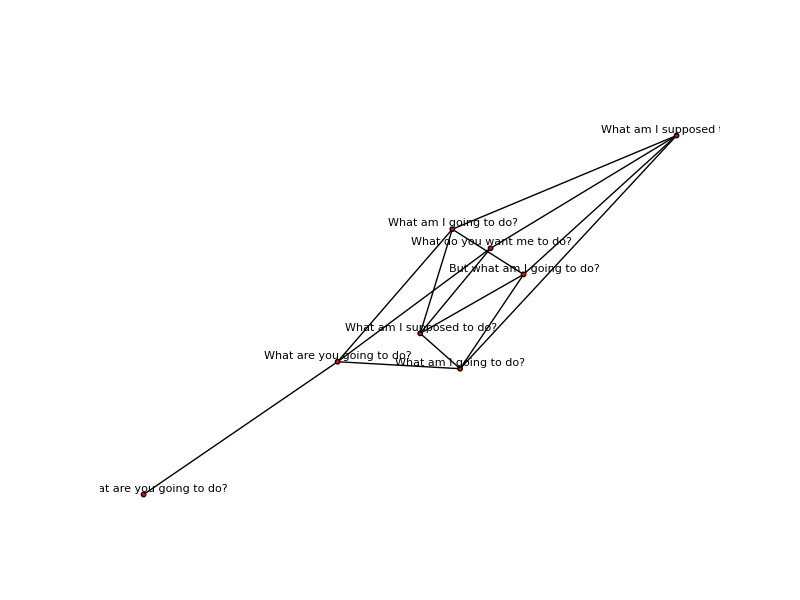 What am I supposed
What am I going to do?
What do you want me to do?
But what am I going to do?
What am I supposed to do?
What are you going to do?
What am I going to do?
at are you going to do?